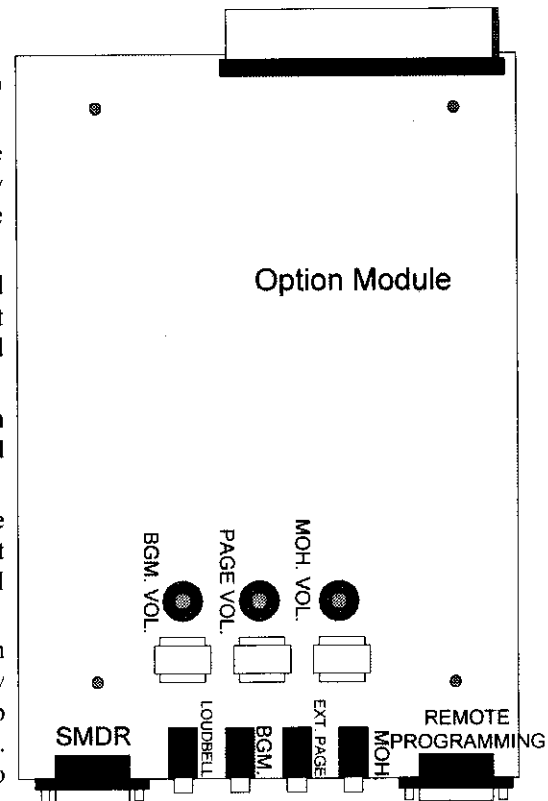 Option Module
BGM. VOL.
PAGE VOL.
MOH. VOL.
SMDR
LOUDBELL
BGM.
EXT. PAGE
MOH
REMOTE
PROGRAMMING